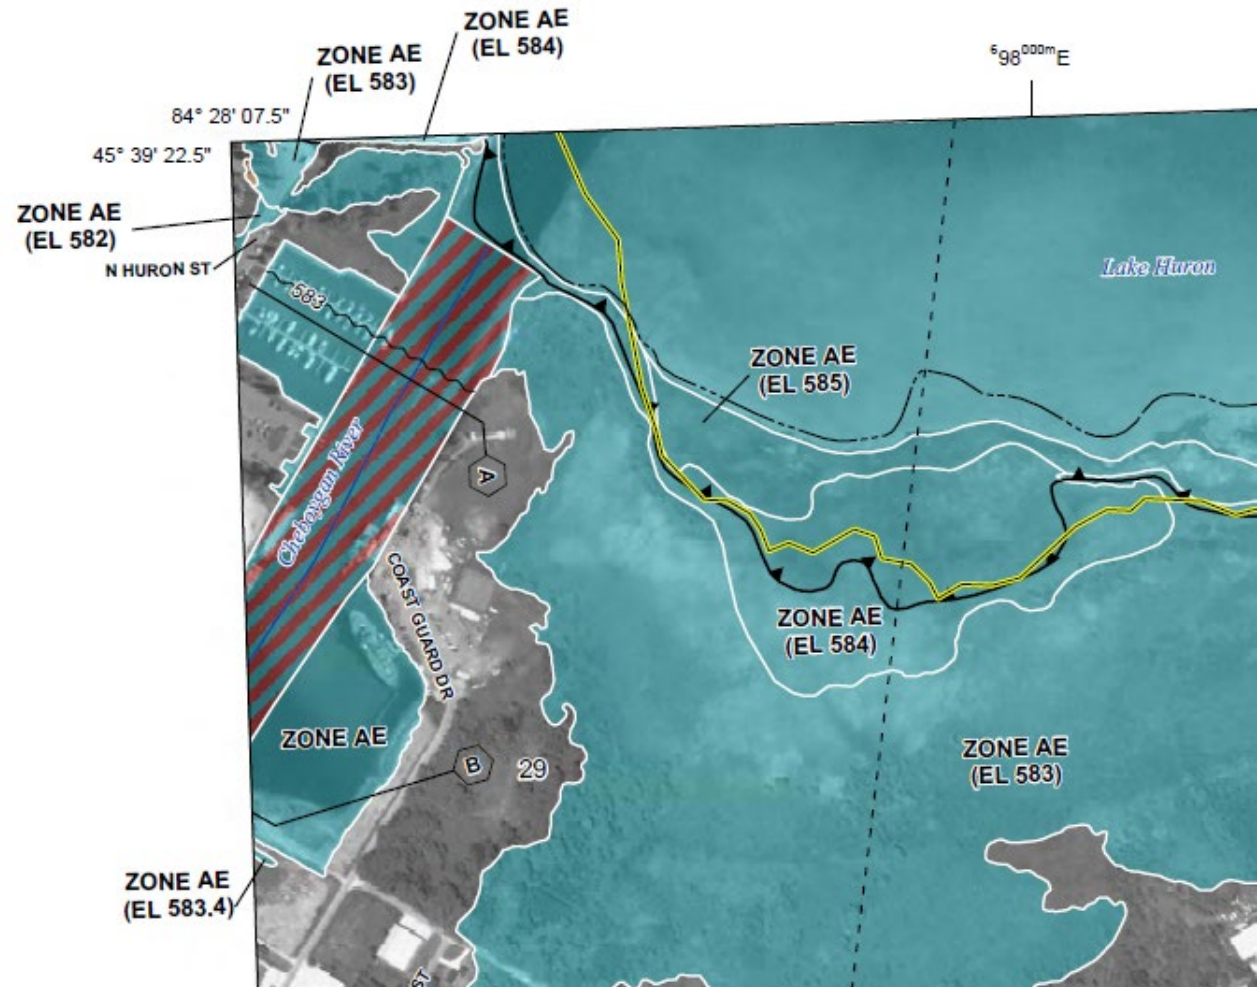 ZONE AE
(EL 584)
ZONE AE
(EL 583)
⁶98⁰⁰⁰ᵐE
84° 28' 07.5"
45° 39' 22.5"
ZONE AE
(EL 582)
N HURON ST
583
Lake Huron
ZONE AE
(EL 585)
Cheboygan River
A
COAST GUARD DR
ZONE AE
(EL 584)
ZONE AE
B
29
ZONE AE
(EL 583)
ZONE AE
(EL 583.4)
ST